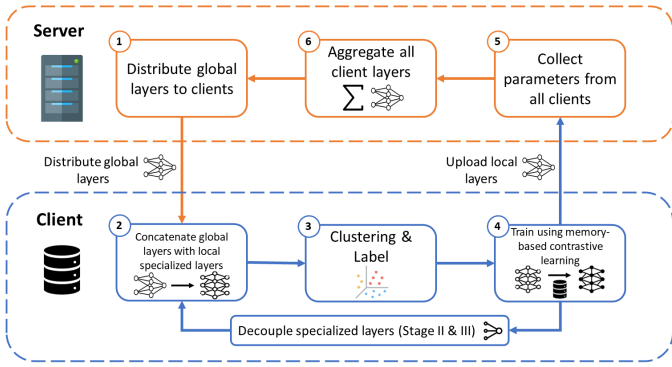 Server
1
Distribute global
layers to clients
6
Aggregate all
client layers
∑
5
Collect
parameters from
all clients
Distribute global
layers
Upload local
layers
Client
2
Concatenate global
layers with local
specialized layers
3
Clustering &
Label
4
Train using memory-
based contrastive
learning
Decouple specialized layers (Stage II & III)